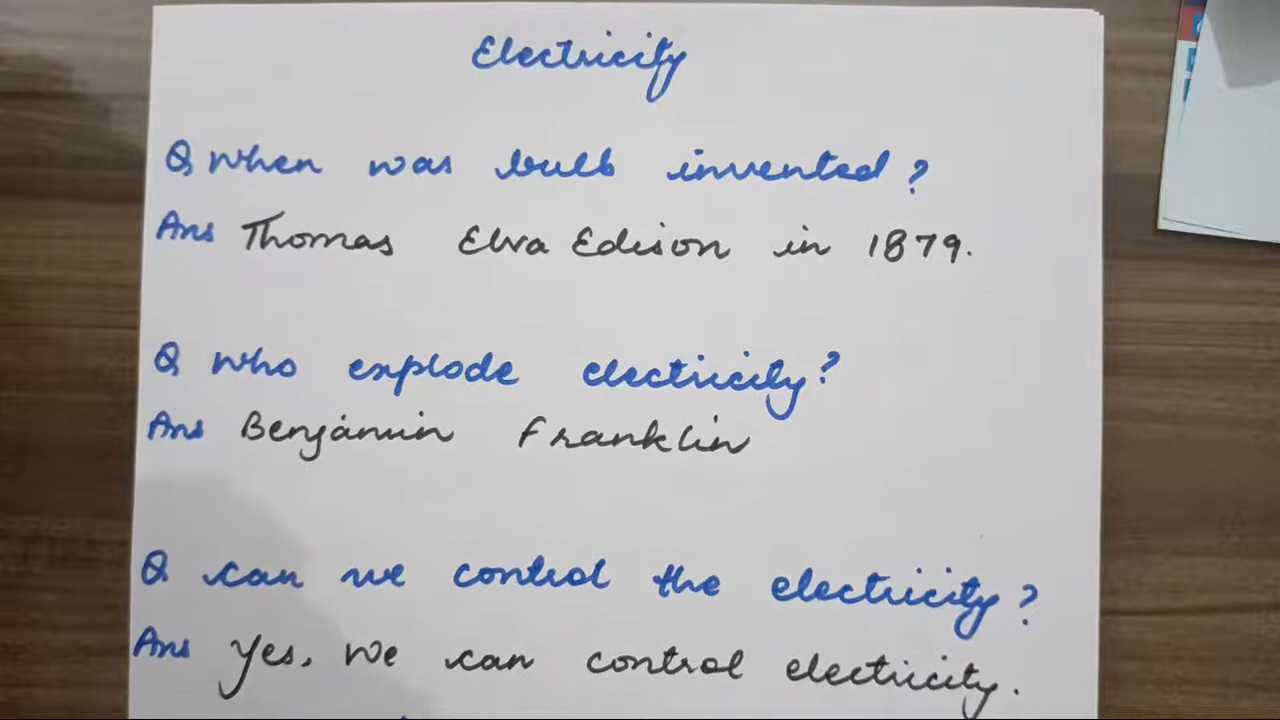 Electricity
Q When was bulb invented?
Ans Thomas Elva Edison in 1879.
Q Who explode electricity?
Ans Benjamin Franklin
Q can we control the electricity?
Ans Yes, we can control electricity.